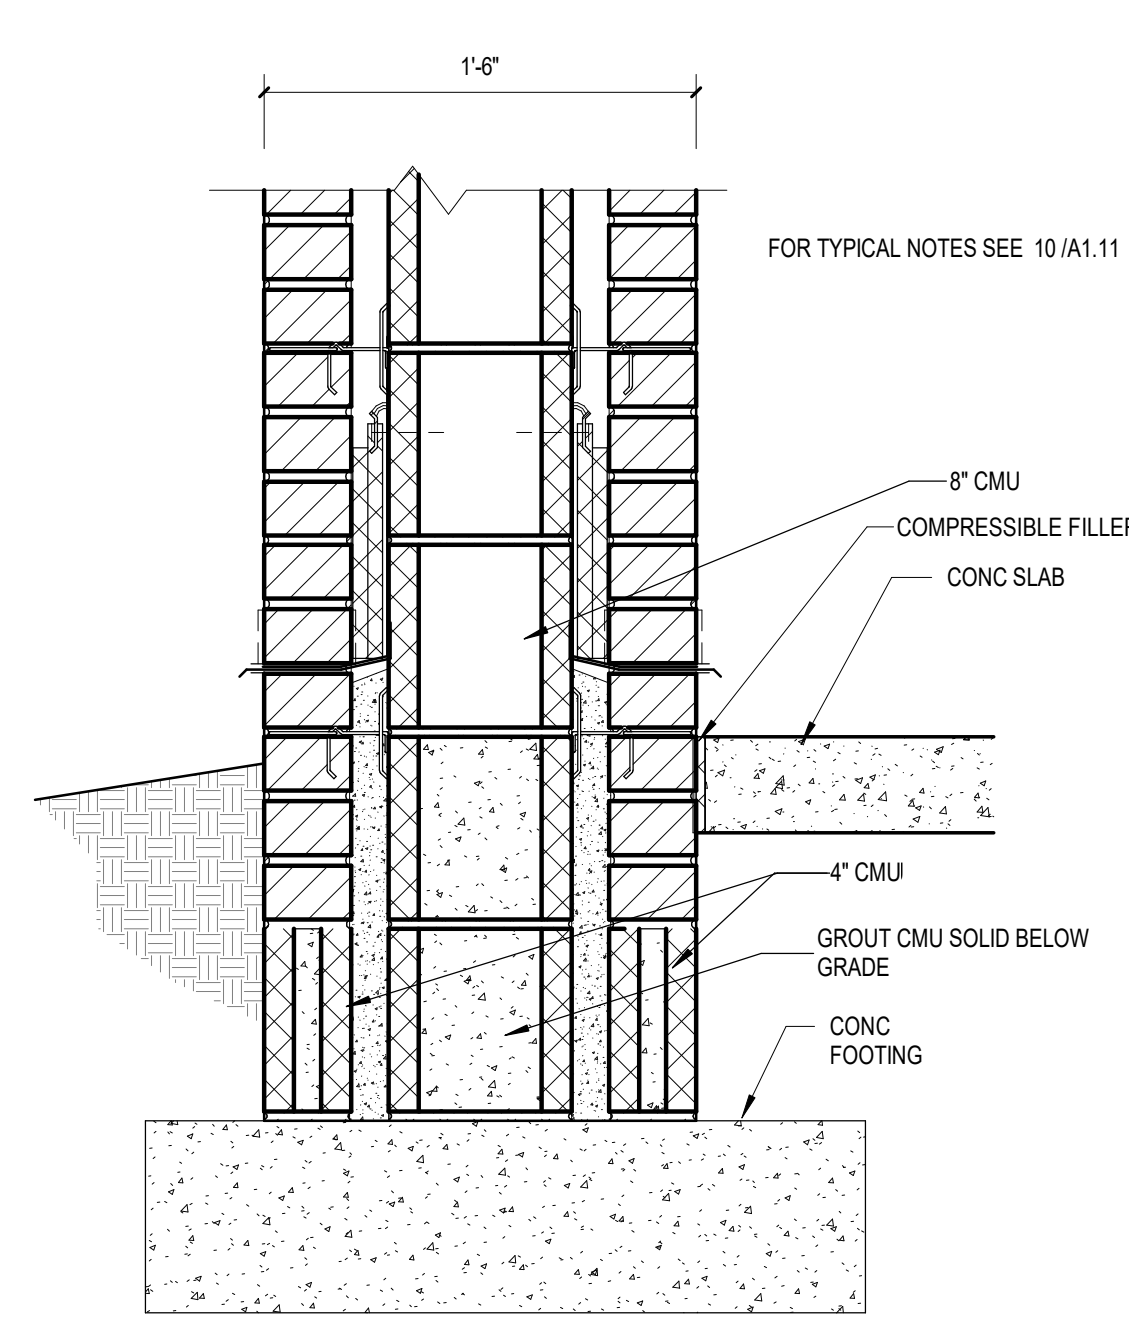 1'-6"
FOR TYPICAL NOTES SEE 10 /A1.11
8" CMU
COMPRESSIBLE FILLER
CONC SLAB
4" CMU
GROUT CMU SOLID BELOW
GRADE
CONC
FOOTING